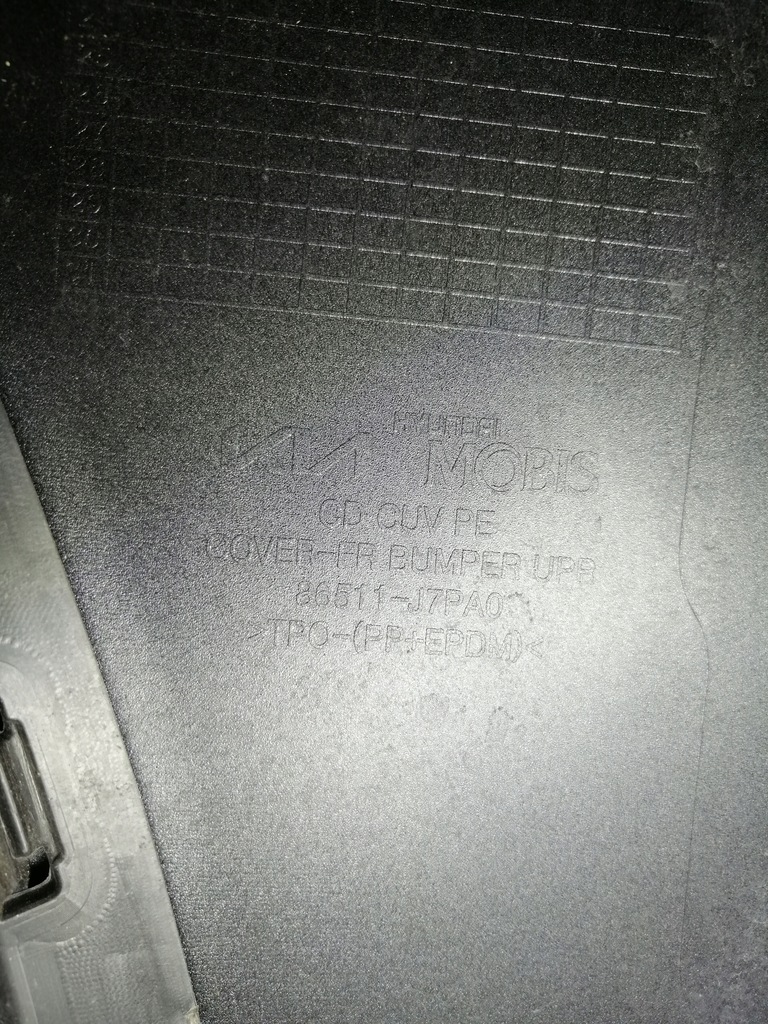 KIA HYUNDAI MOBIS
CD CUV PE
COVER-FR BUMPER UPR
86511-J7PA0
>TPO-(PP+EPDM)<